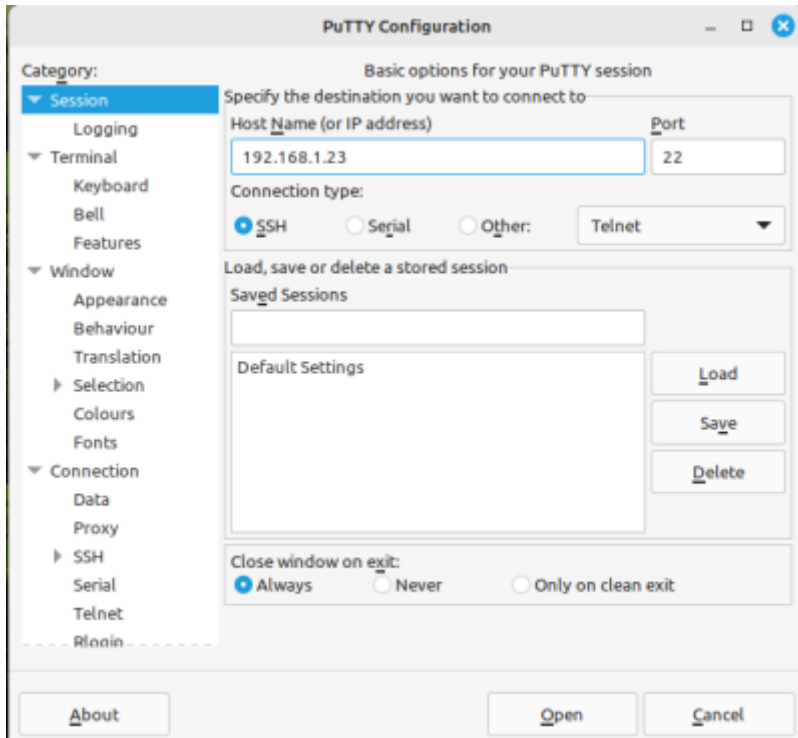 PuTTY Configuration
Category:
Session
Logging
Terminal
Keyboard
Bell
Features
Window
Appearance
Behaviour
Translation
Selection
Colours
Fonts
Connection
Data
Proxy
SSH
Serial
Telnet
Rlogin
Basic options for your PuTTY session
Specify the destination you want to connect to
Host Name (or IP address) Port
192.168.1.23 22
Connection type:
SSH Serial Other: Telnet
Load, save or delete a stored session
Saved Sessions
Default Settings
Load
Save
Delete
Close window on exit:
Always Never Only on clean exit
About Open Cancel